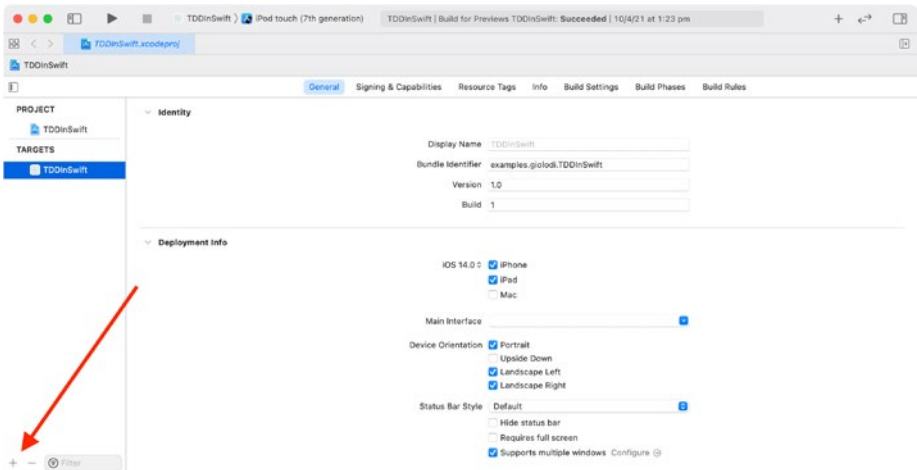 TDDInSwift 〉 iPod touch (7th generation)
TDDInSwift | Build for Previews TDDInSwift: Succeeded | 10/4/21 at 1:23 pm
TDDInSwift.xcodeproj
TDDInSwift
General Signing & Capabilities Resource Tags Info Build Settings Build Phases Build Rules
PROJECT
TDDInSwift
TARGETS
TDDInSwift
Identity
Display Name TDDInSwift
Bundle Identifier examples.giolodi.TDDInSwift
Version 1.0
Build 1
Deployment Info
iOS 14.0 iPhone
iPad
Mac
Main Interface
Device Orientation Portrait
Upside Down
Landscape Left
Landscape Right
Status Bar Style Default
Hide status bar
Requires full screen
Supports multiple windows Configure
Filter